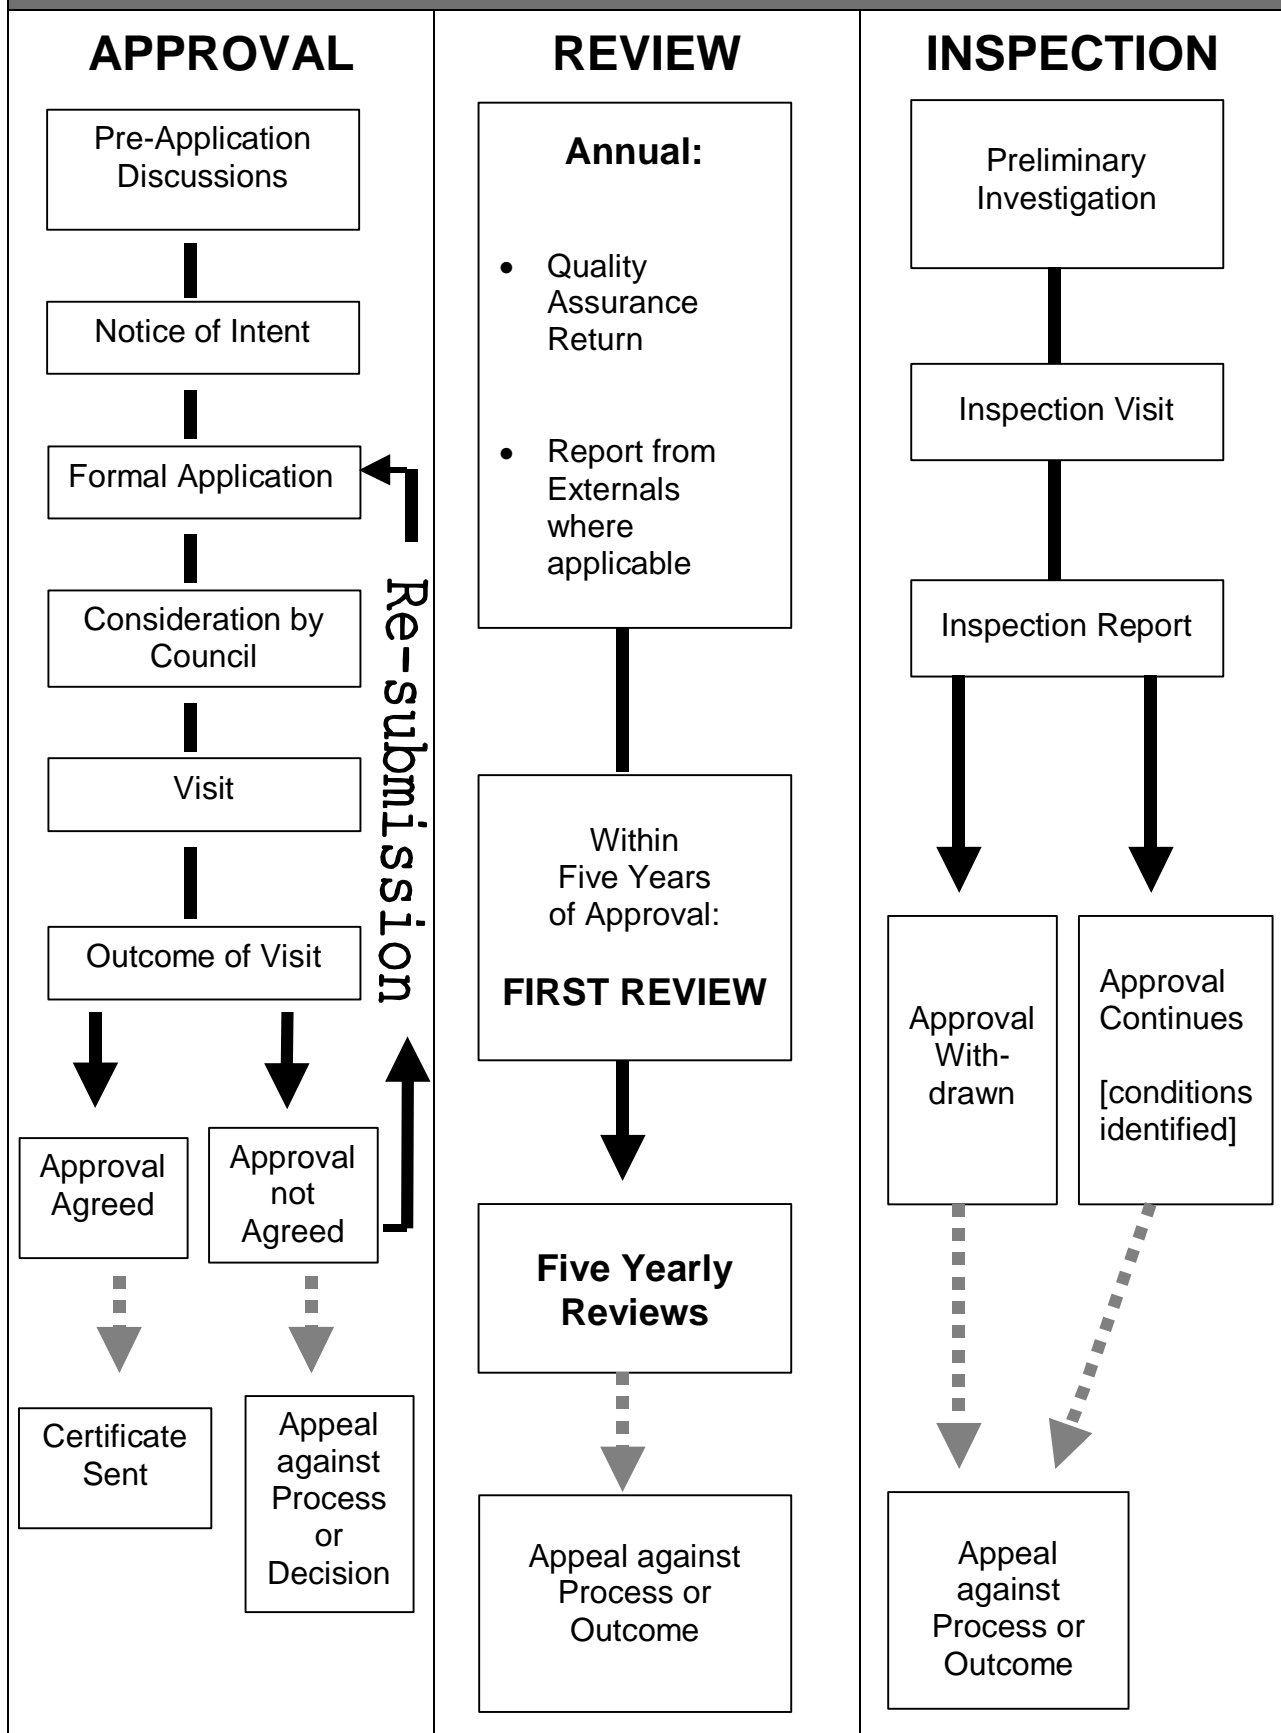 APPROVAL
Pre-Application
Discussions
Notice of Intent
Formal Application
Consideration by
Council
Visit
Outcome of Visit
Re-submission
Approval
Agreed
Approval
not
Agreed
Certificate
Sent
Appeal
against
Process
or
Decision
REVIEW
Annual:
• Quality
Assurance
Return
• Report from
Externals
where
applicable
Within
Five Years
of Approval:
FIRST REVIEW
Five Yearly
Reviews
Appeal against
Process or
Outcome
INSPECTION
Preliminary
Investigation
Inspection Visit
Inspection Report
Approval
With-
drawn
Approval
Continues
[conditions
identified]
Appeal
against
Process or
Outcome